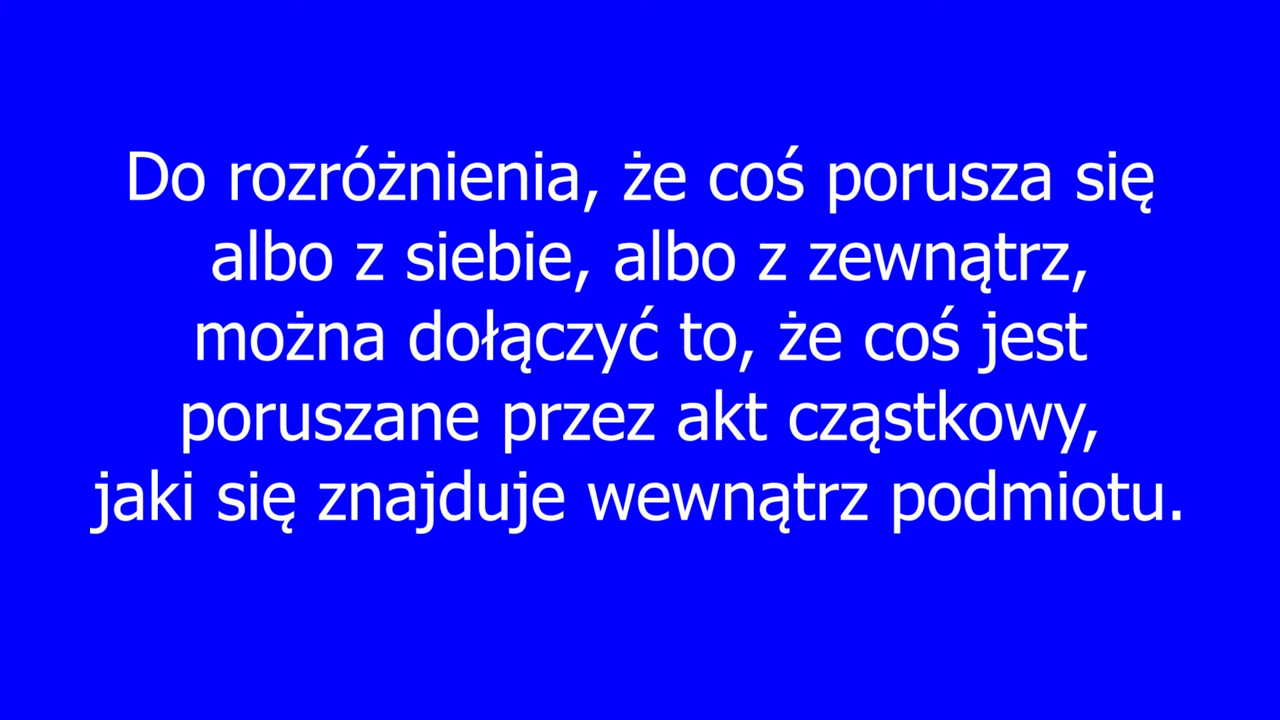 Do rozróżnienia, że coś porusza się
albo z siebie, albo z zewnątrz,
można dołączyć to, że coś jest
poruszane przez akt cząstkowy,
jaki się znajduje wewnątrz podmiotu.